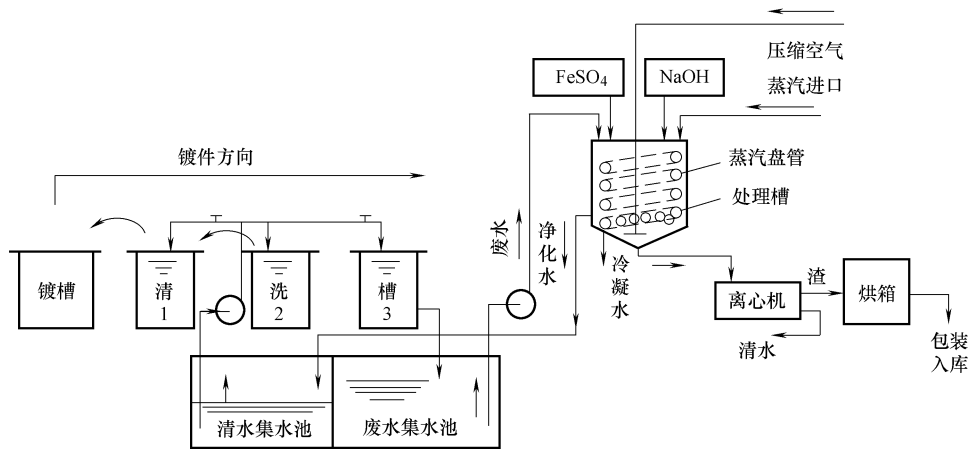 压缩空气
FeSO₄
NaOH
蒸汽进口
镀件方向
蒸汽盘管
处理槽
废水
净化水
冷凝水
镀槽
清
1
洗
2
槽
3
离心机
渣
烘箱
清水
包装
入库
清水集水池
废水集水池